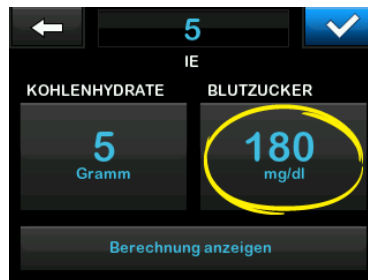 5
IE
KOHLENHYDRATE BLUTZUCKER
5 180
Gramm mg/dl
Berechnung anzeigen